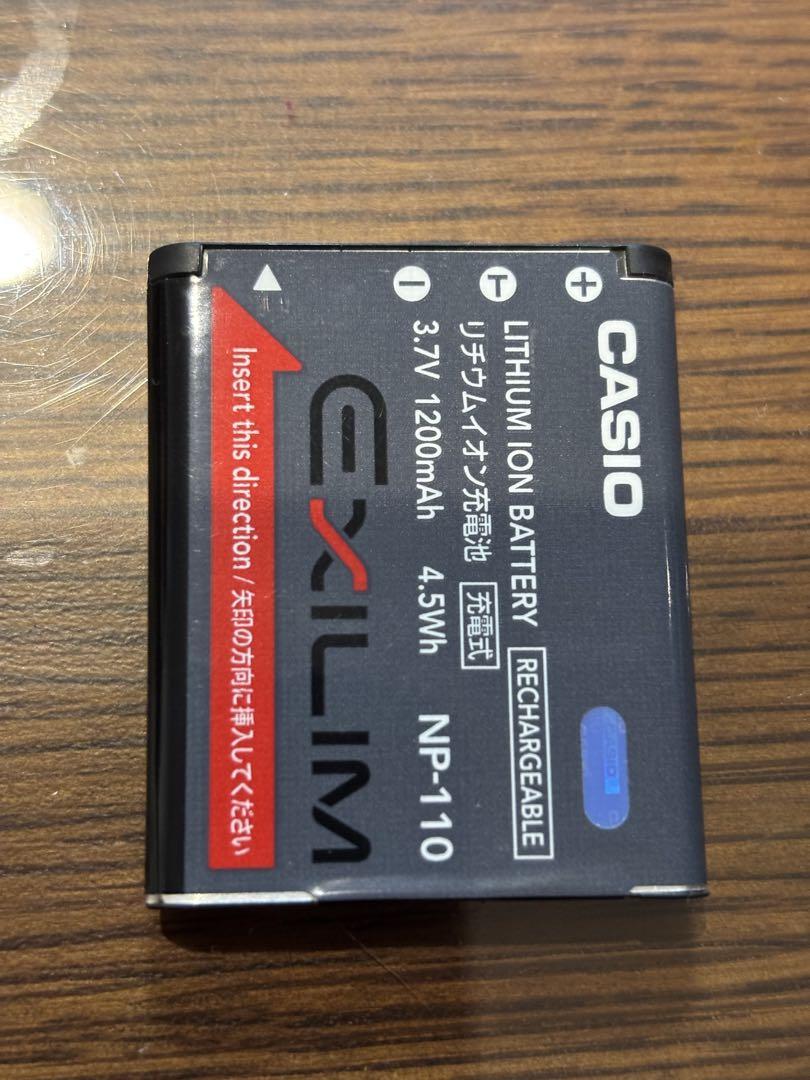 CASIO
+ T −
LITHIUM ION BATTERY RECHARGEABLE
リチウムイオン充電池 充電式
3.7V 1200mAh 4.5Wh NP-110
EXILIM
Insert this direction / 矢印の方向に挿入してください